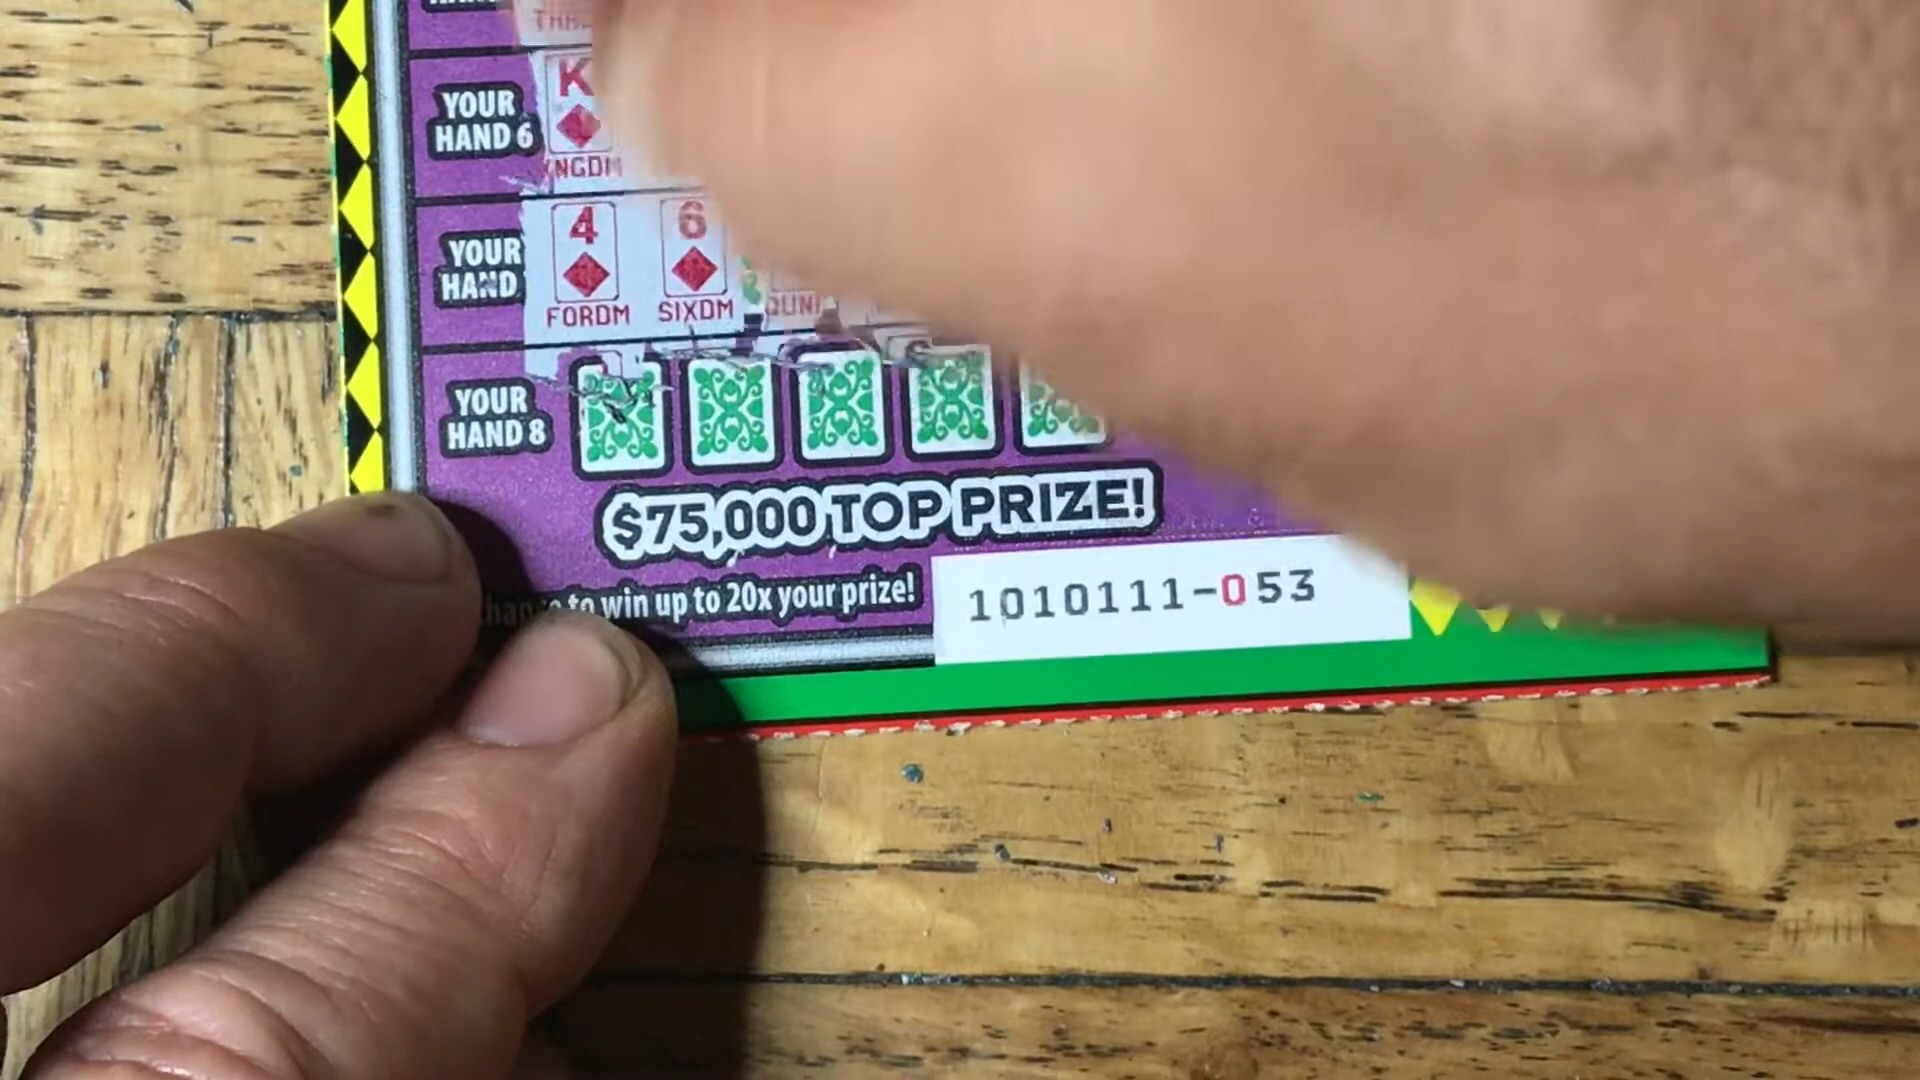 YOUR
HAND 6
K
KNGDM
YOUR
HAND
4 6
FORDM SIXDM
YOUR
HAND 8
$75,000 TOP PRIZE!
to win up to 20x your prize!
1010111-053